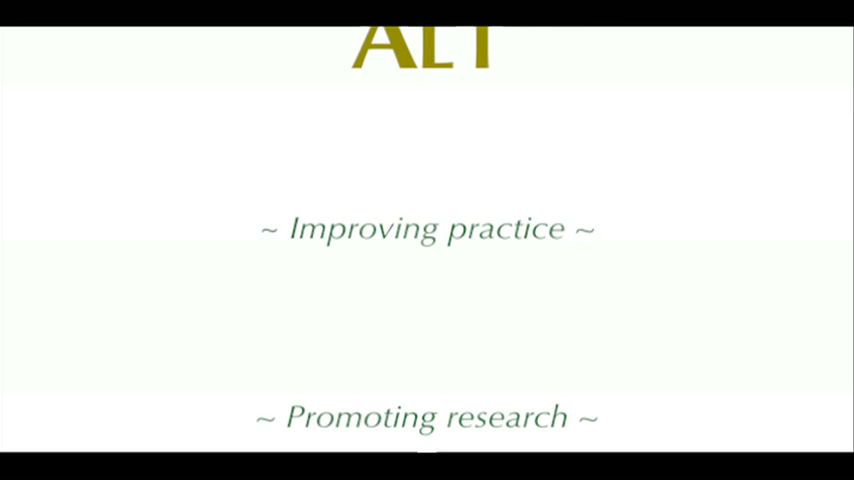 ALT
~ Improving practice ~
~ Promoting research ~